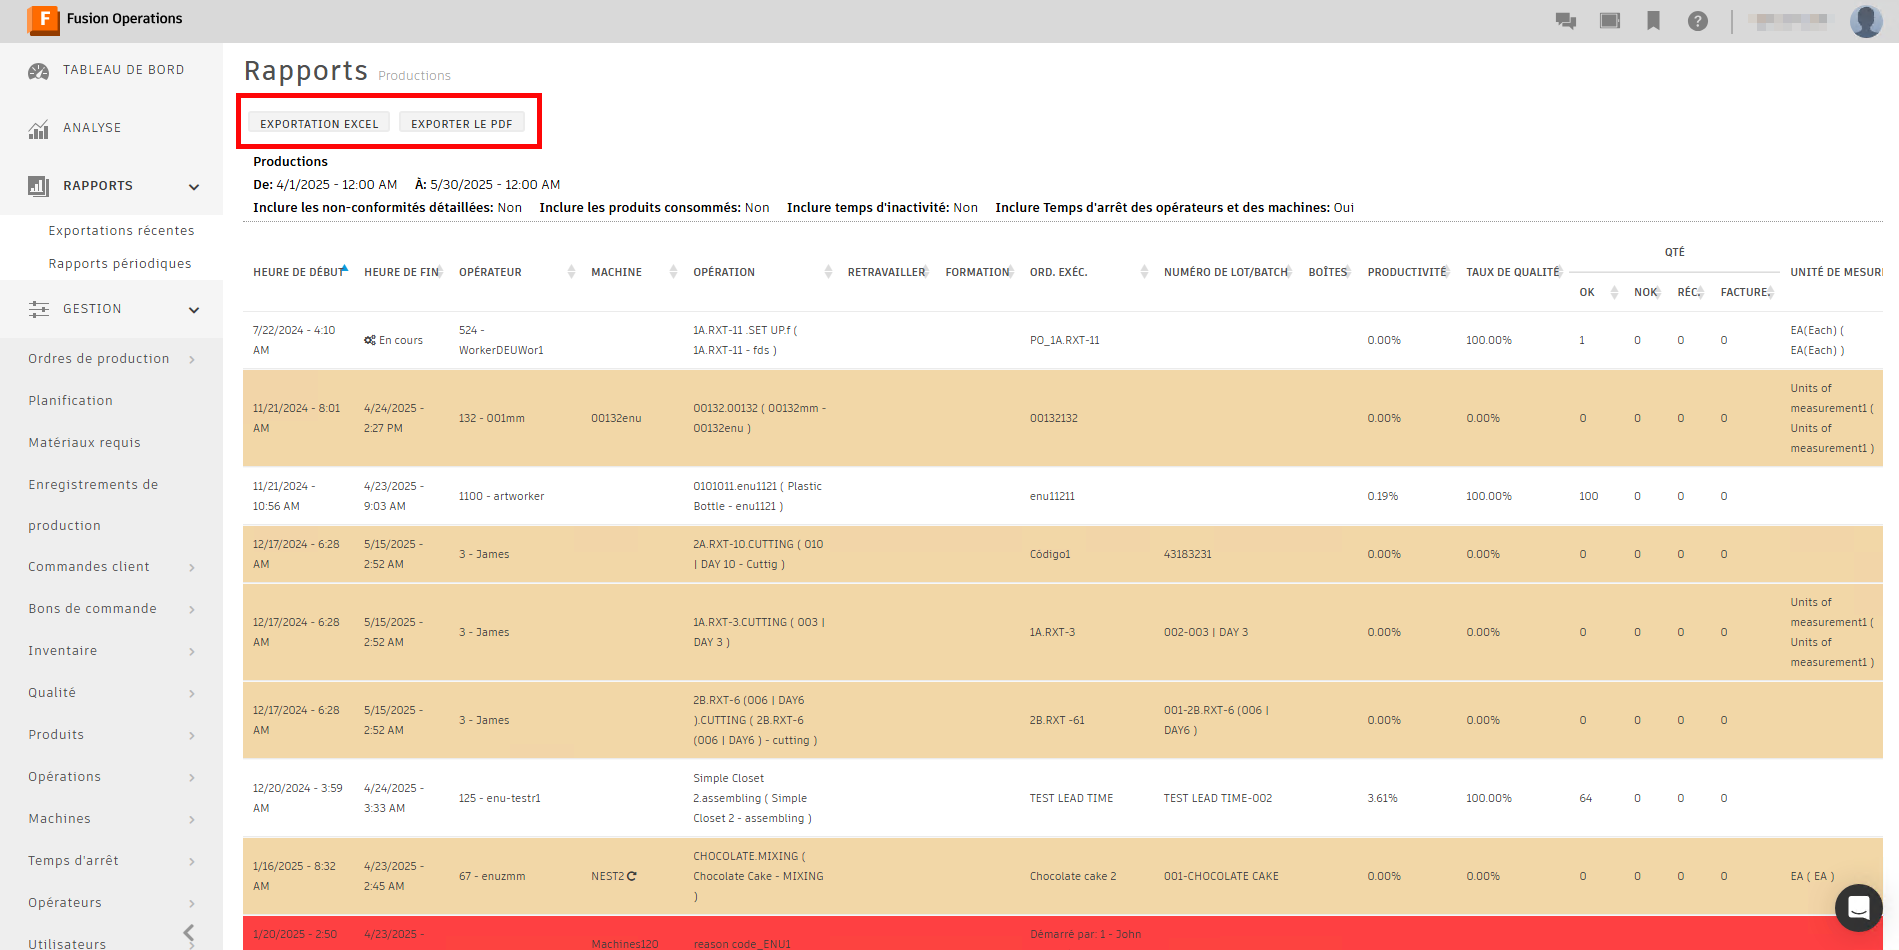 Fusion Operations
TABLEAU DE BORD
ANALYSE
RAPPORTS
Exportations récentes
Rapports périodiques
GESTION
Ordres de production
Planification
Matériaux requis
Enregistrements de
production
Commandes client
Bons de commande
Inventaire
Qualité
Produits
Opérations
Machines
Temps d'arrêt
Opérateurs
Utilisateurs
Rapports Productions
EXPORTATION EXCEL EXPORTER LE PDF
Productions
De: 4/1/2025 - 12:00 AM À: 5/30/2025 - 12:00 AM
Inclure les non-conformités détaillées: Non Inclure les produits consommés: Non Inclure temps d'inactivité: Non Inclure Temps d'arrêt des opérateurs et des machines: Oui
QTÉ
HEURE DE DÉBUT HEURE DE FIN OPÉRATEUR MACHINE OPÉRATION RETRAVAILLER FORMATION ORD. EXÉC. NUMÉRO DE LOT/BATCH BOÎTES PRODUCTIVITÉ TAUX DE QUALITÉ UNITÉ DE MESUR
OK NOK RÉC. FACTURE.
7/22/2024 - 4:10 524 - 1A.RXT-11 .SET UP.f ( EA(Each) (
En cours PO_1A.RXT-11 0.00% 100.00% 1 0 0 0
AM WorkerDEUWor1 1A.RXT-11 - fds ) EA(Each) )
Units of
11/21/2024 - 8:01 4/24/2025 - 00132.00132 ( 00132mm - measurement1 (
132 - 001mm 00132enu 00132132 0.00% 0.00% 0 0 0 0
AM 2:27 PM 00132enu ) Units of
measurement1 )
11/21/2024 - 4/23/2025 - 0101011.enu1121 ( Plastic
1100 - artworker enu11211 0.19% 100.00% 100 0 0 0
10:56 AM 9:03 AM Bottle - enu1121 )
12/17/2024 - 6:28 5/15/2025 - 2A.RXT-10.CUTTING ( 010
3 - James Código1 43183231 0.00% 0.00% 0 0 0 0
AM 2:52 AM | DAY 10 - Cuttig )
Units of
12/17/2024 - 6:28 5/15/2025 - 1A.RXT-3.CUTTING ( 003 | measurement1 (
3 - James 1A.RXT-3 002-003 | DAY 3 0.00% 0.00% 0 0 0 0
AM 2:52 AM DAY 3 ) Units of
measurement1 )
2B.RXT-6 (006 | DAY6
12/17/2024 - 6:28 5/15/2025 - 001-2B.RXT-6 (006 |
3 - James ).CUTTING ( 2B.RXT-6 2B.RXT -61 0.00% 0.00% 0 0 0 0
AM 2:52 AM DAY6 )
(006 | DAY6 ) - cutting )
Simple Closet
12/20/2024 - 3:59 4/24/2025 -
125 - enu-testr1 2.assembling ( Simple TEST LEAD TIME TEST LEAD TIME-002 3.61% 100.00% 64 0 0 0
AM 3:33 AM
Closet 2 - assembling )
CHOCOLATE.MIXING (
1/16/2025 - 8:32 4/23/2025 -
67 - enuzmm NEST2 Chocolate Cake - MIXING Chocolate cake 2 001-CHOCOLATE CAKE 0.00% 0.00% 0 0 0 0 EA ( EA )
AM 2:45 AM
)
1/20/2025 - 2:50 4/23/2025 - Démarré par: 1 - John
Machines120 reason code_ENU1